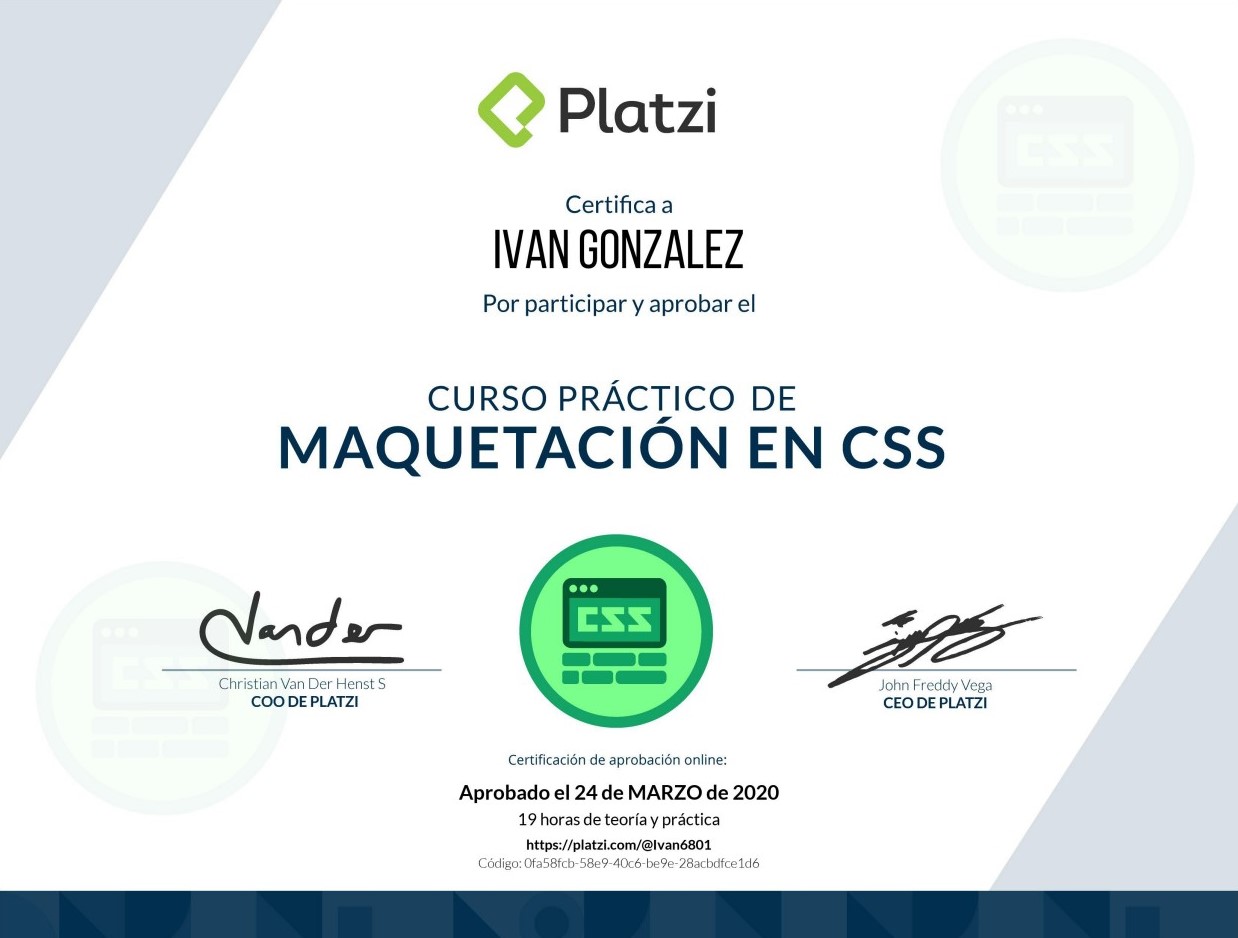 Platzi
Certifica a
IVAN GONZALEZ
Por participar y aprobar el
CURSO PRÁCTICO DE
MAQUETACIÓN EN CSS
CSS
CSS
CSS
Vander
Christian Van Der Henst S
COO DE PLATZI
John Freddy Vega
CEO DE PLATZI
Certificación de aprobación online:
Aprobado el 24 de MARZO de 2020
19 horas de teoría y práctica
https://platzi.com/@Ivan6801
Código: 0fa58fcb-58e9-40c6-be9e-28acbdfce1d6